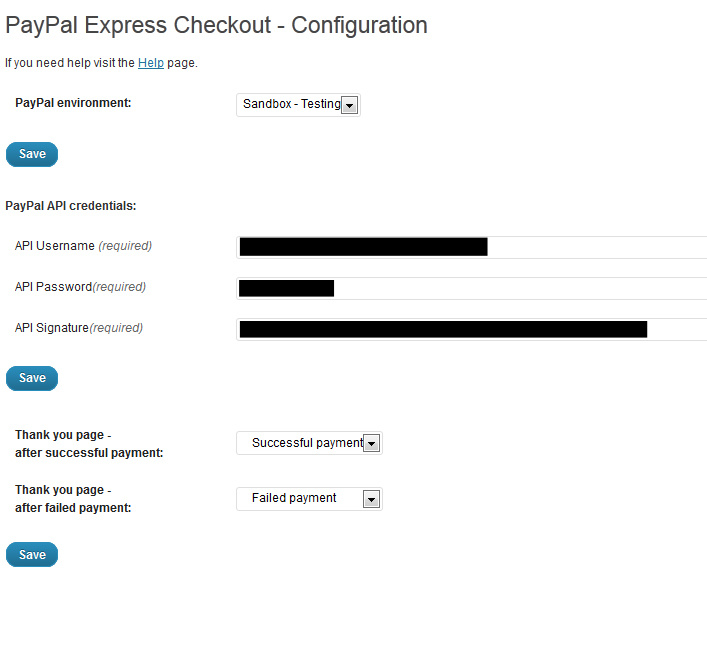 PayPal Express Checkout - Configuration
If you need help visit the Help page.
PayPal environment: Sandbox - Testing
Save
PayPal API credentials:
API Username (required)
API Password(required)
API Signature(required)
Save
Thank you page -
after successful payment: Successful payment
Thank you page -
after failed payment: Failed payment
Save